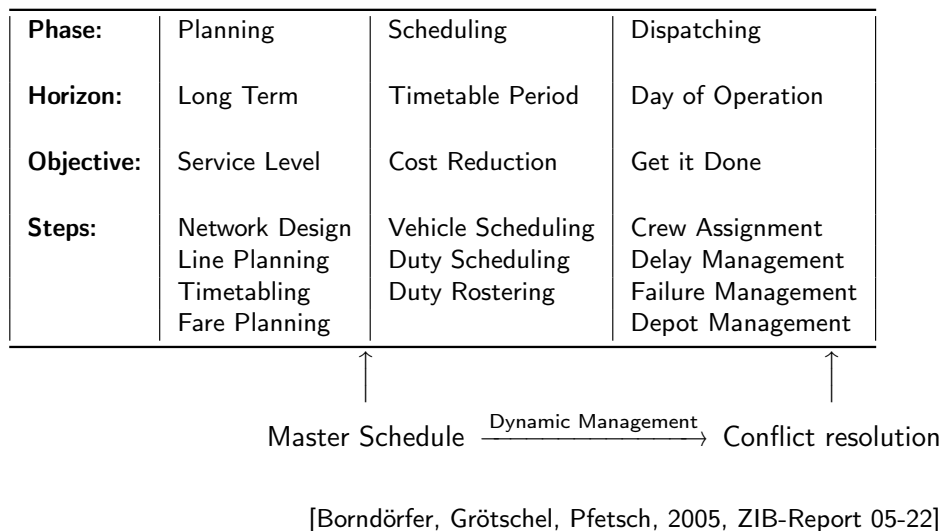 Phase: Planning Scheduling Dispatching
Horizon: Long Term Timetable Period Day of Operation
Objective: Service Level Cost Reduction Get it Done
Steps: Network Design Vehicle Scheduling Crew Assignment
Line Planning Duty Scheduling Delay Management
Timetabling Duty Rostering Failure Management
Fare Planning Depot Management
Master Schedule Dynamic Management Conflict resolution
[Borndörfer, Grötschel, Pfetsch, 2005, ZIB-Report 05-22]